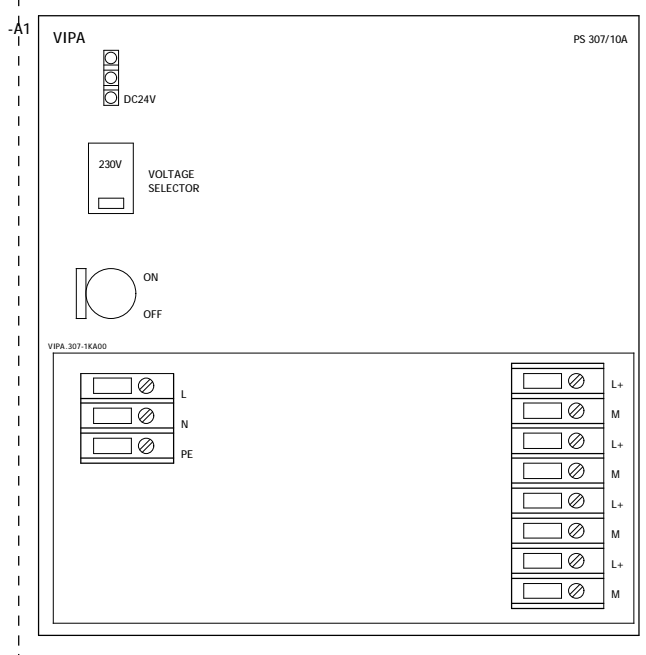 -A1
VIPA
PS 307/10A
DC24V
230V
VOLTAGE
SELECTOR
ON
OFF
VIPA.307-1KA00
L
N
PE
L+
M
L+
M
L+
M
L+
M